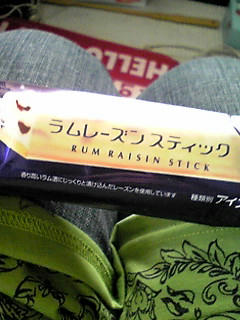 HELLO
ラムレーズンスティック
RUM RAISIN STICK
香り高いラム酒にじっくりと漬け込んだレーズンを使用しています
種類別 アイ